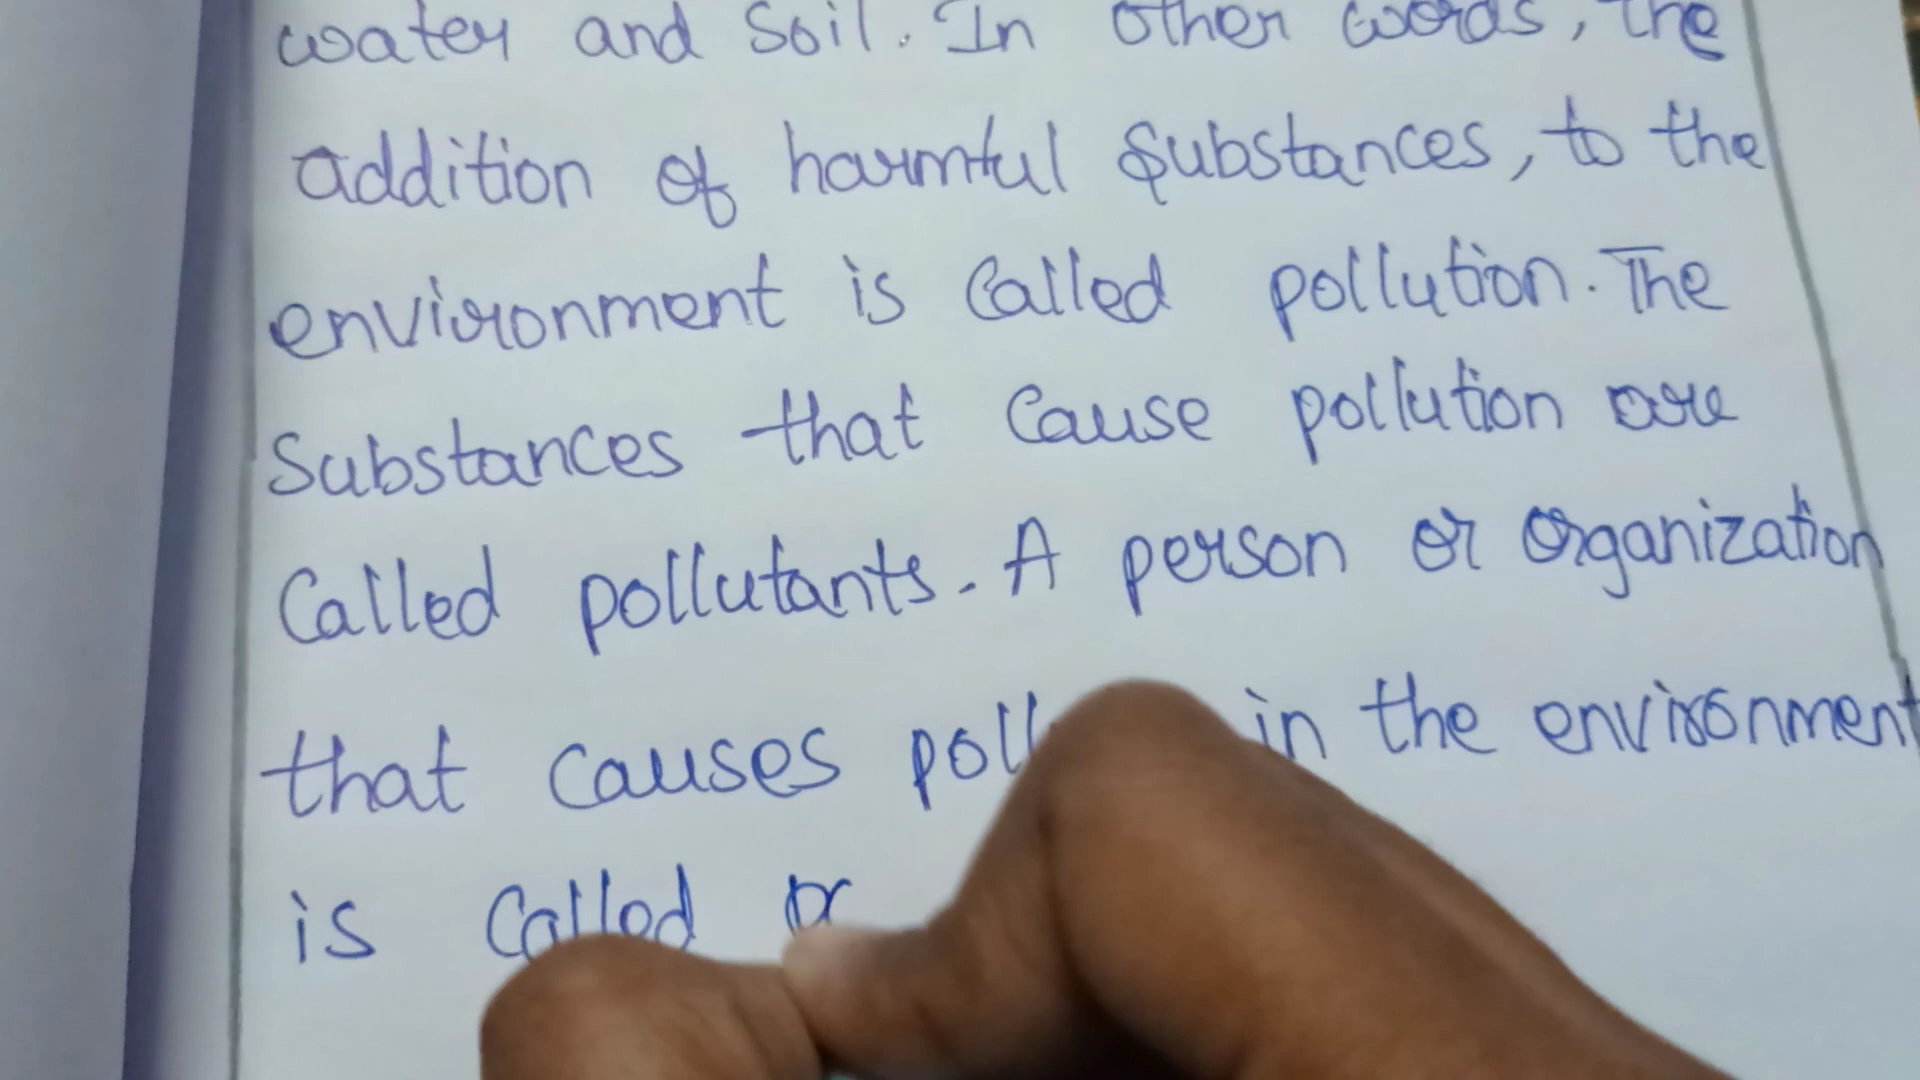 water and Soil. In other words, the
addition of harmful substances, to the
environment is called pollution. The
Substances that cause pollution are
Called pollutants. A person or organization
that causes in the environment
is called